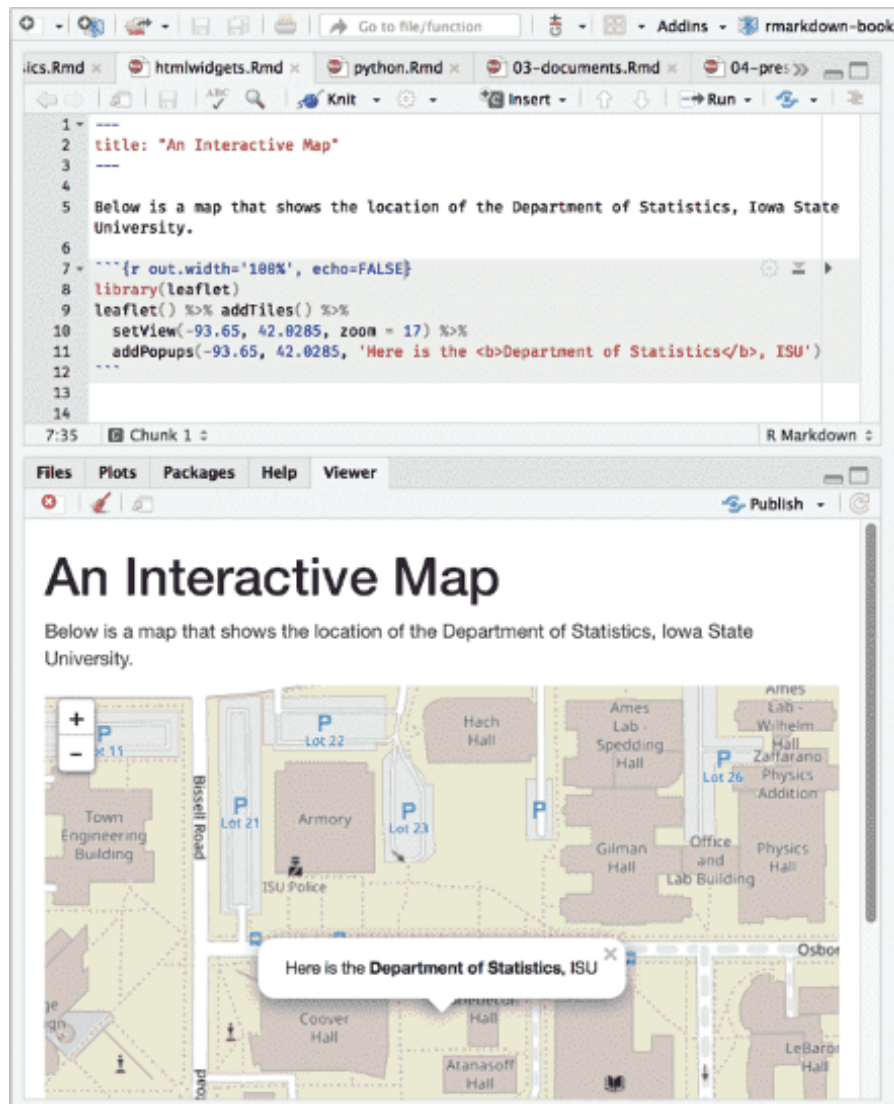 Go to file/function
Addins
rmarkdown-book
ics.Rmd
htmlwidgets.Rmd
python.Rmd
03-documents.Rmd
04-pres
ABC
Knit
Insert
Run
1 ---
2 title: "An Interactive Map"
3 ---
4
5 Below is a map that shows the location of the Department of Statistics, Iowa State
University.
6
7 ```{r out.width='100%', echo=FALSE}
8 library(leaflet)
9 leaflet() %>% addTiles() %>%
10 setView(-93.65, 42.0285, zoom = 17) %>%
11 addPopups(-93.65, 42.0285, 'Here is the <b>Department of Statistics</b>, ISU')
12 ```
13
14
7:35 Chunk 1 R Markdown
Files Plots Packages Help Viewer
Publish
An Interactive Map
Below is a map that shows the location of the Department of Statistics, Iowa State
University.
+
−
P
11
P
Lot 22
Hach
Hall
Ames
Lab -
Spedding
Hall
Ames
Lab -
Wilhelm
Hall
Zaffarano
Physics
Addition
P
Lot 26
Town
Engineering
Building
Bissell Road
P
Lot 21
Armory
P
Lot 23
P
ISU Police
Gilman
Hall
Office
and
Lab Building
Physics
Hall
Here is the Department of Statistics, ISU
×
Osbor
Coover
Hall
Hall
Atanasoff
Hall
LeBaron